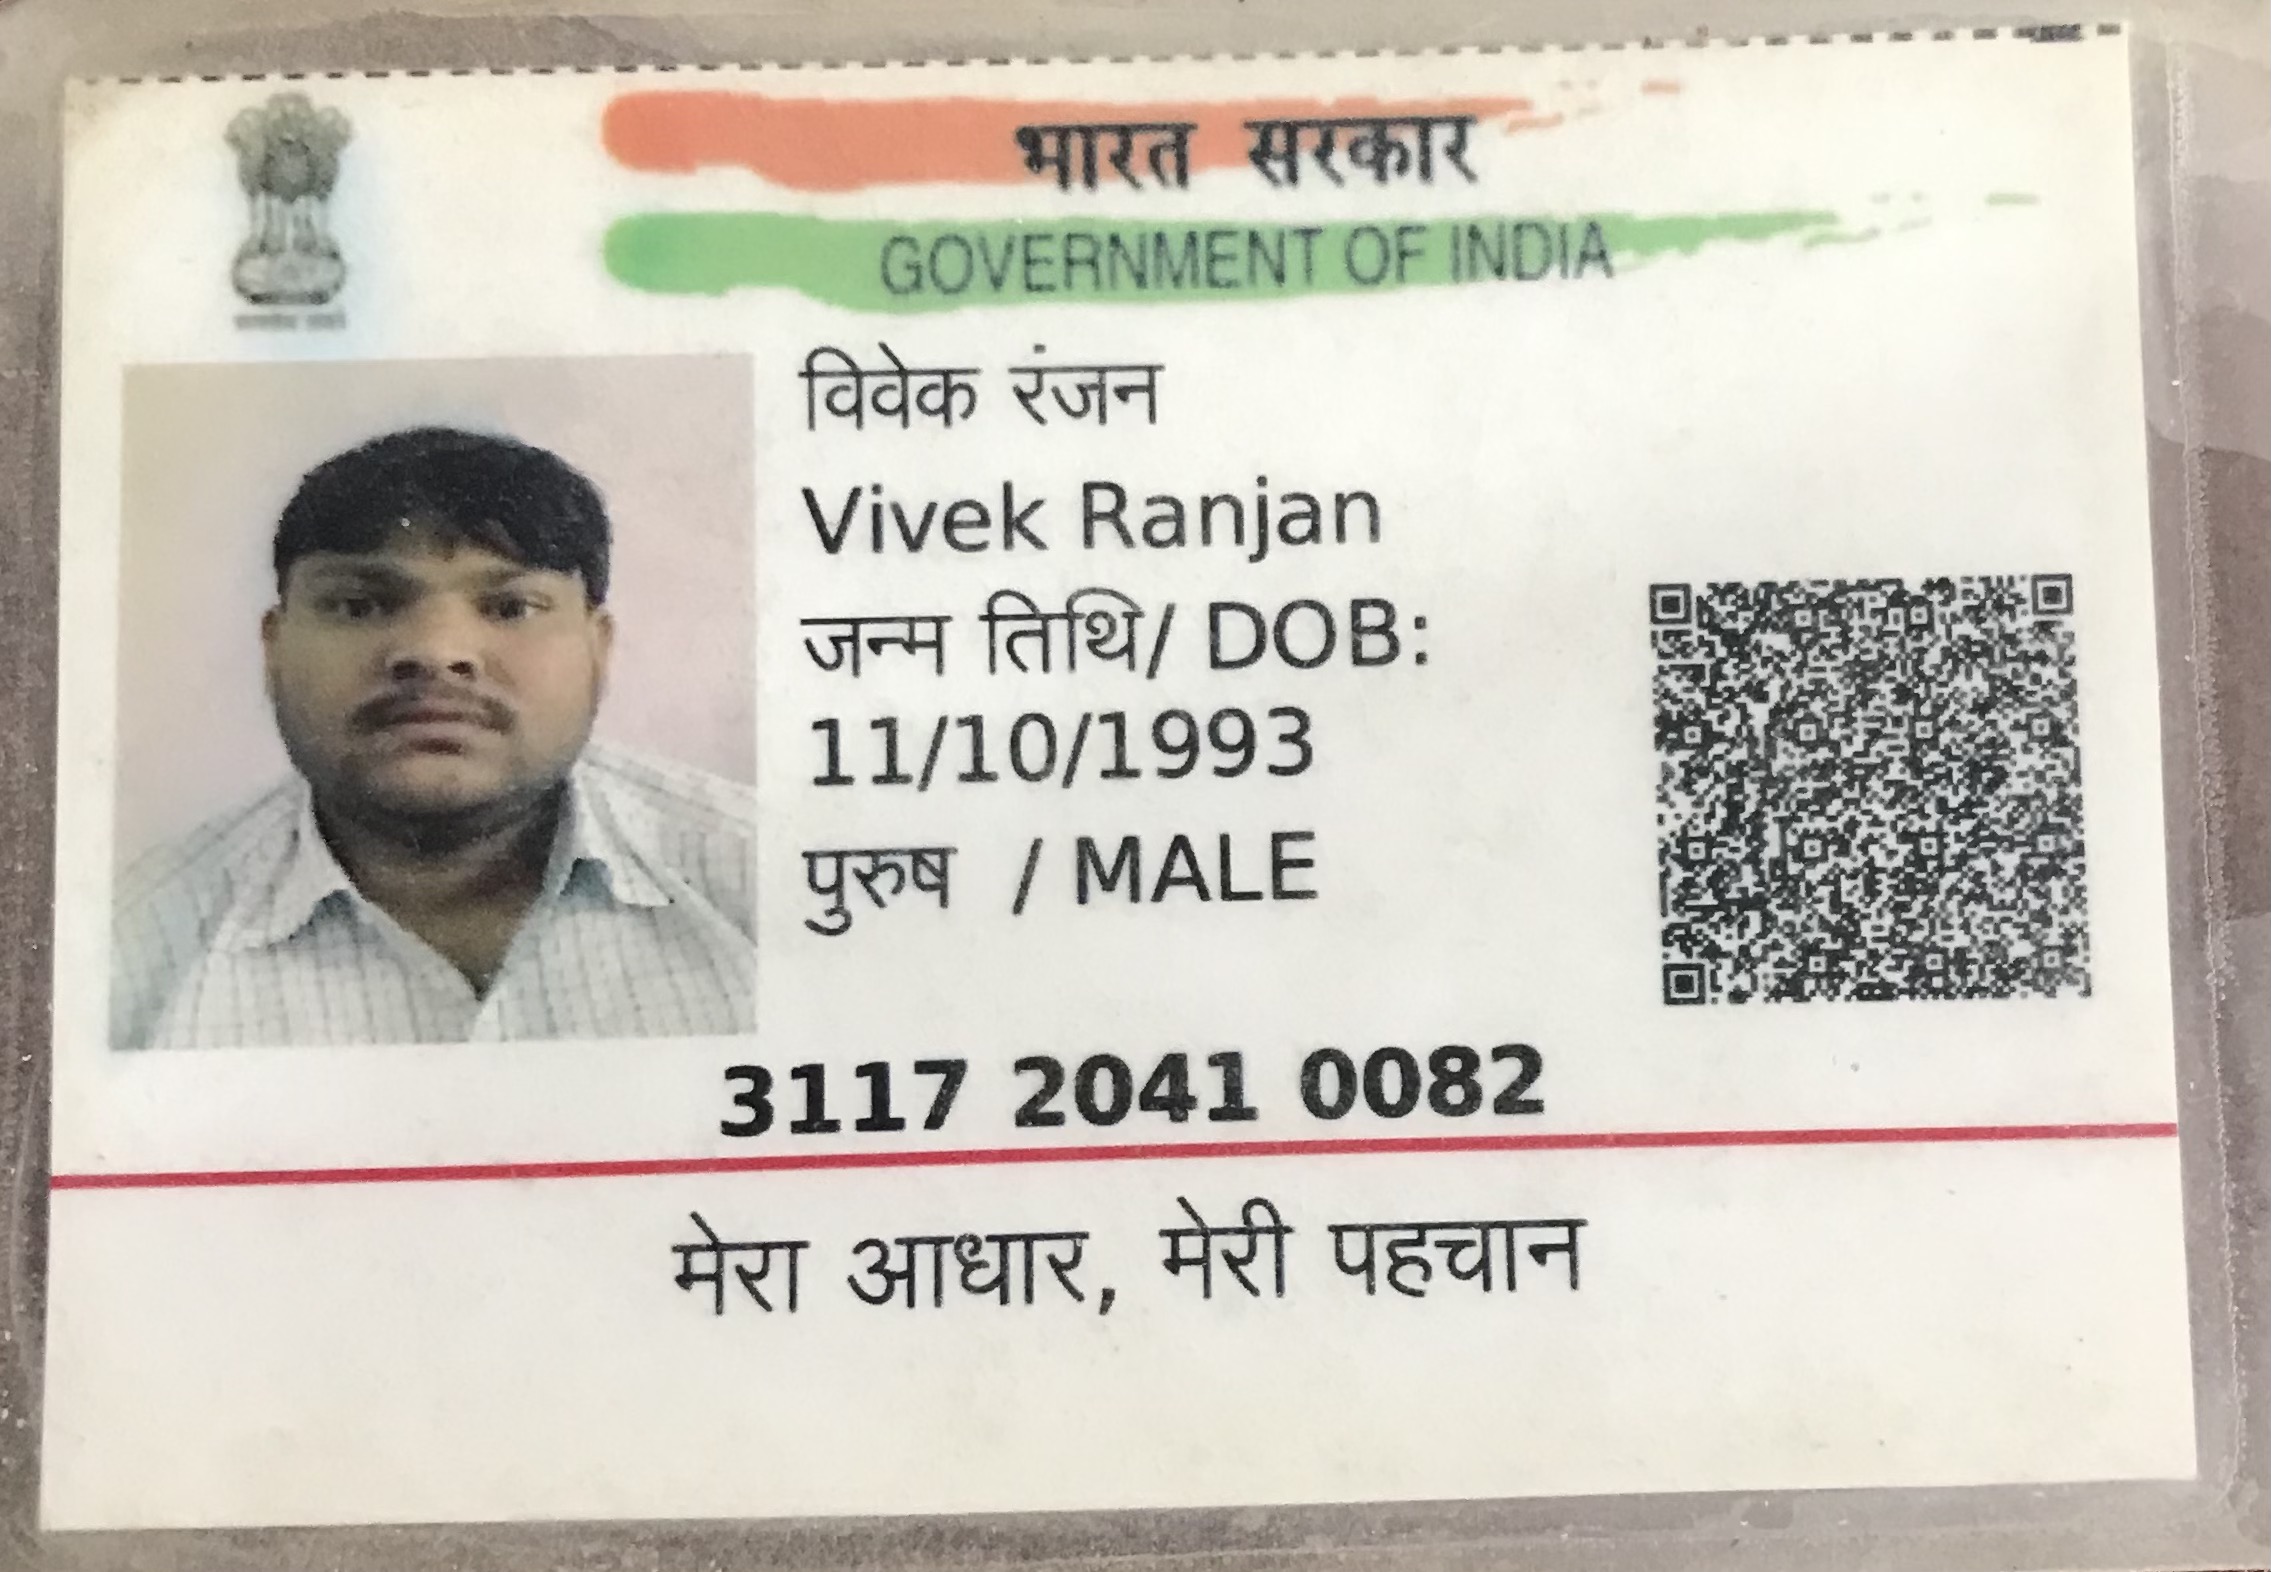 भारत सरकार
GOVERNMENT OF INDIA
विवेक रंजन
Vivek Ranjan
जन्म तिथि/ DOB:
11/10/1993
पुरुष / MALE
3117 2041 0082
मेरा आधार, मेरी पहचान